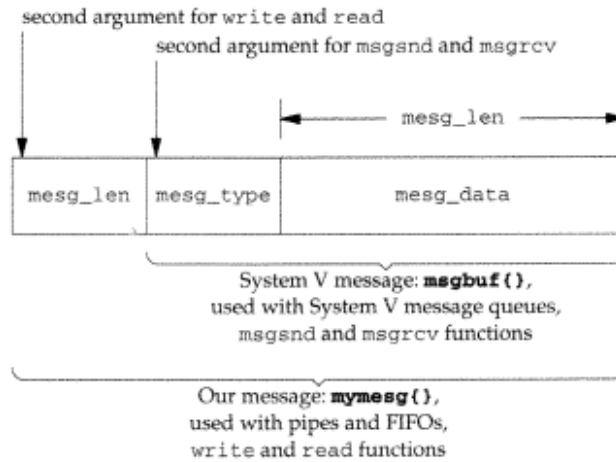 second argument for write and read
second argument for msgsnd and msgrcv
mesg_len
mesg_len
mesg_type
mesg_data
System V message: msgbuf{},
used with System V message queues,
msgsnd and msgrcv functions
Our message: mymesg{},
used with pipes and FIFOs,
write and read functions